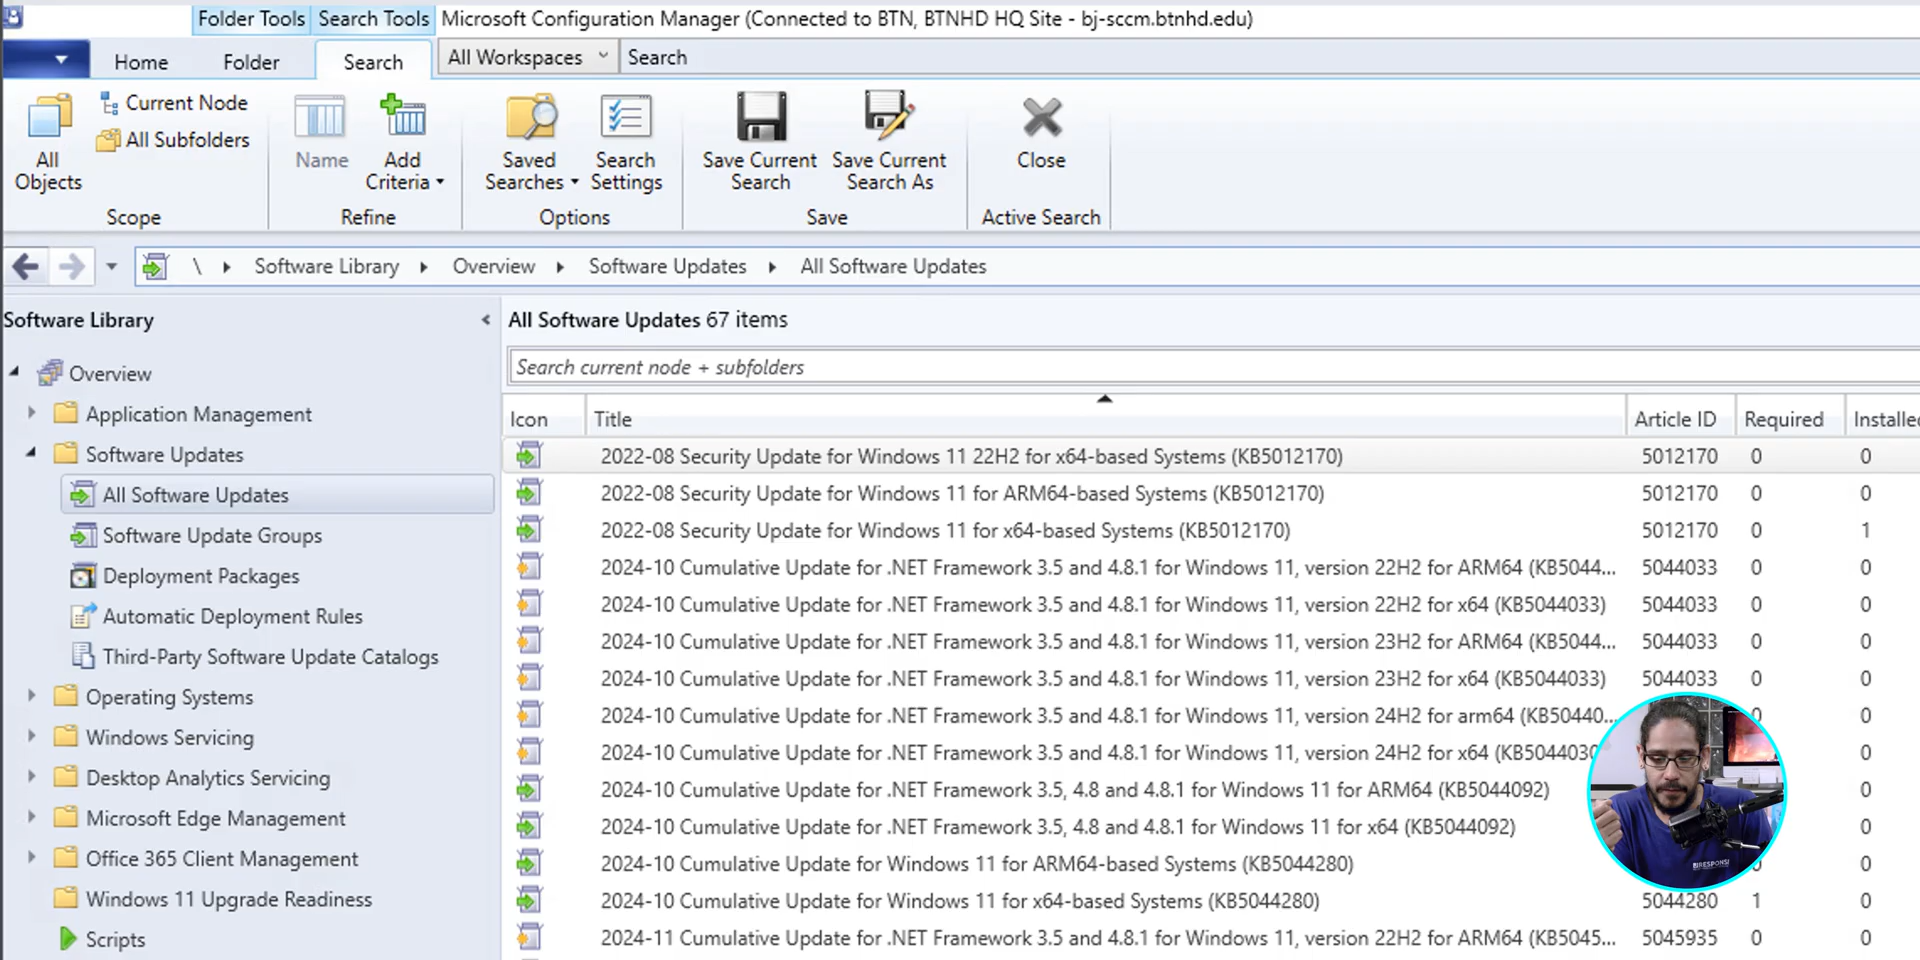 Folder Tools Search Tools Microsoft Configuration Manager (Connected to BTN, BTNHD HQ Site - bj-sccm.btnhd.edu)
Home Folder Search All Workspaces Search
All Objects
Current Node
All Subfolders
Scope
Name
Add Criteria
Refine
Saved Searches
Search Settings
Options
Save Current Search
Save Current Search As
Save
Close
Active Search
\ Software Library Overview Software Updates All Software Updates
Software Library
Overview
Application Management
Software Updates
All Software Updates
Software Update Groups
Deployment Packages
Automatic Deployment Rules
Third-Party Software Update Catalogs
Operating Systems
Windows Servicing
Desktop Analytics Servicing
Microsoft Edge Management
Office 365 Client Management
Windows 11 Upgrade Readiness
Scripts
All Software Updates 67 items
Search current node + subfolders
Icon Title Article ID Required Installed
2022-08 Security Update for Windows 11 22H2 for x64-based Systems (KB5012170) 5012170 0 0
2022-08 Security Update for Windows 11 for ARM64-based Systems (KB5012170) 5012170 0 0
2022-08 Security Update for Windows 11 for x64-based Systems (KB5012170) 5012170 0 1
2024-10 Cumulative Update for .NET Framework 3.5 and 4.8.1 for Windows 11, version 22H2 for ARM64 (KB5044... 5044033 0 0
2024-10 Cumulative Update for .NET Framework 3.5 and 4.8.1 for Windows 11, version 22H2 for x64 (KB5044033) 5044033 0 0
2024-10 Cumulative Update for .NET Framework 3.5 and 4.8.1 for Windows 11, version 23H2 for ARM64 (KB5044... 5044033 0 0
2024-10 Cumulative Update for .NET Framework 3.5 and 4.8.1 for Windows 11, version 23H2 for x64 (KB5044033) 5044033 0 0
2024-10 Cumulative Update for .NET Framework 3.5 and 4.8.1 for Windows 11, version 24H2 for arm64 (KB50440... 0
2024-10 Cumulative Update for .NET Framework 3.5 and 4.8.1 for Windows 11, version 24H2 for x64 (KB5044030 0
2024-10 Cumulative Update for .NET Framework 3.5, 4.8 and 4.8.1 for Windows 11 for ARM64 (KB5044092) 0
2024-10 Cumulative Update for .NET Framework 3.5, 4.8 and 4.8.1 for Windows 11 for x64 (KB5044092) 0
2024-10 Cumulative Update for Windows 11 for ARM64-based Systems (KB5044280) 0
2024-10 Cumulative Update for Windows 11 for x64-based Systems (KB5044280) 5044280 1 0
2024-11 Cumulative Update for .NET Framework 3.5 and 4.8.1 for Windows 11, version 22H2 for ARM64 (KB5045... 5045935 0 0